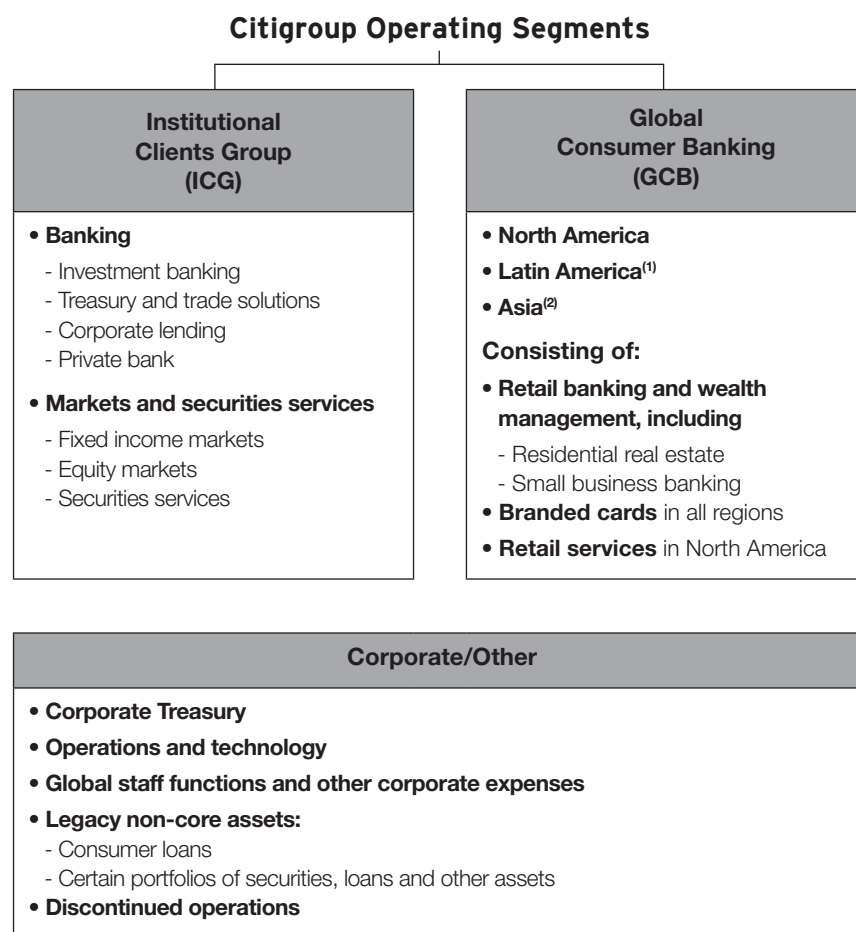 Citigroup Operating Segments
Institutional
Clients Group
(ICG)
• Banking
- Investment banking
- Treasury and trade solutions
- Corporate lending
- Private bank
• Markets and securities services
- Fixed income markets
- Equity markets
- Securities services
Global
Consumer Banking
(GCB)
• North America
• Latin America(1)
• Asia(2)
Consisting of:
• Retail banking and wealth
management, including
- Residential real estate
- Small business banking
• Branded cards in all regions
• Retail services in North America
Corporate/Other
• Corporate Treasury
• Operations and technology
• Global staff functions and other corporate expenses
• Legacy non-core assets:
- Consumer loans
- Certain portfolios of securities, loans and other assets
• Discontinued operations